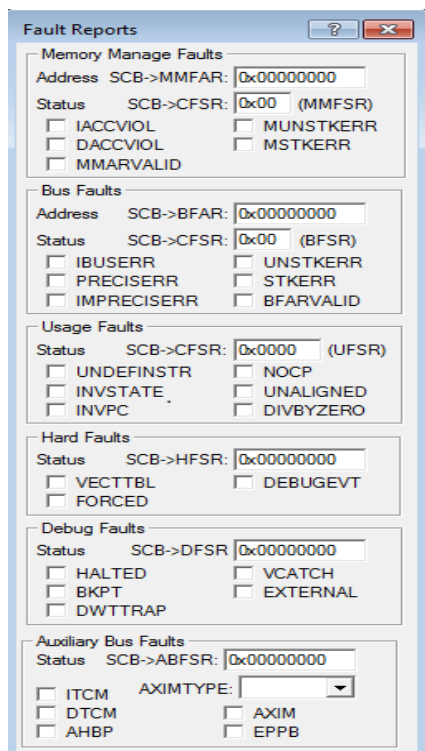 Fault Reports
Memory Manage Faults
Address SCB->MMFAR: 0x00000000
Status SCB->CFSR: 0x00 (MMFSR)
IACCVIOL MUNSTKERR
DACCVIOL MSTKERR
MMARVALID
Bus Faults
Address SCB->BFAR: 0x00000000
Status SCB->CFSR: 0x00 (BFSR)
IBUSERR UNSTKERR
PRECISERR STKERR
IMPRECISERR BFARVALID
Usage Faults
Status SCB->CFSR: 0x0000 (UFSR)
UNDEFINSTR NOCP
INVSTATE UNALIGNED
INVPC DIVBYZERO
Hard Faults
Status SCB->HFSR: 0x00000000
VECTTBL DEBUGEVT
FORCED
Debug Faults
Status SCB->DFSR 0x00000000
HALTED VCATCH
BKPT EXTERNAL
DWTTRAP
Auxiliary Bus Faults
Status SCB->ABFSR: 0x00000000
ITCM AXIMTYPE:
DTCM AXIM
AHBP EPPB